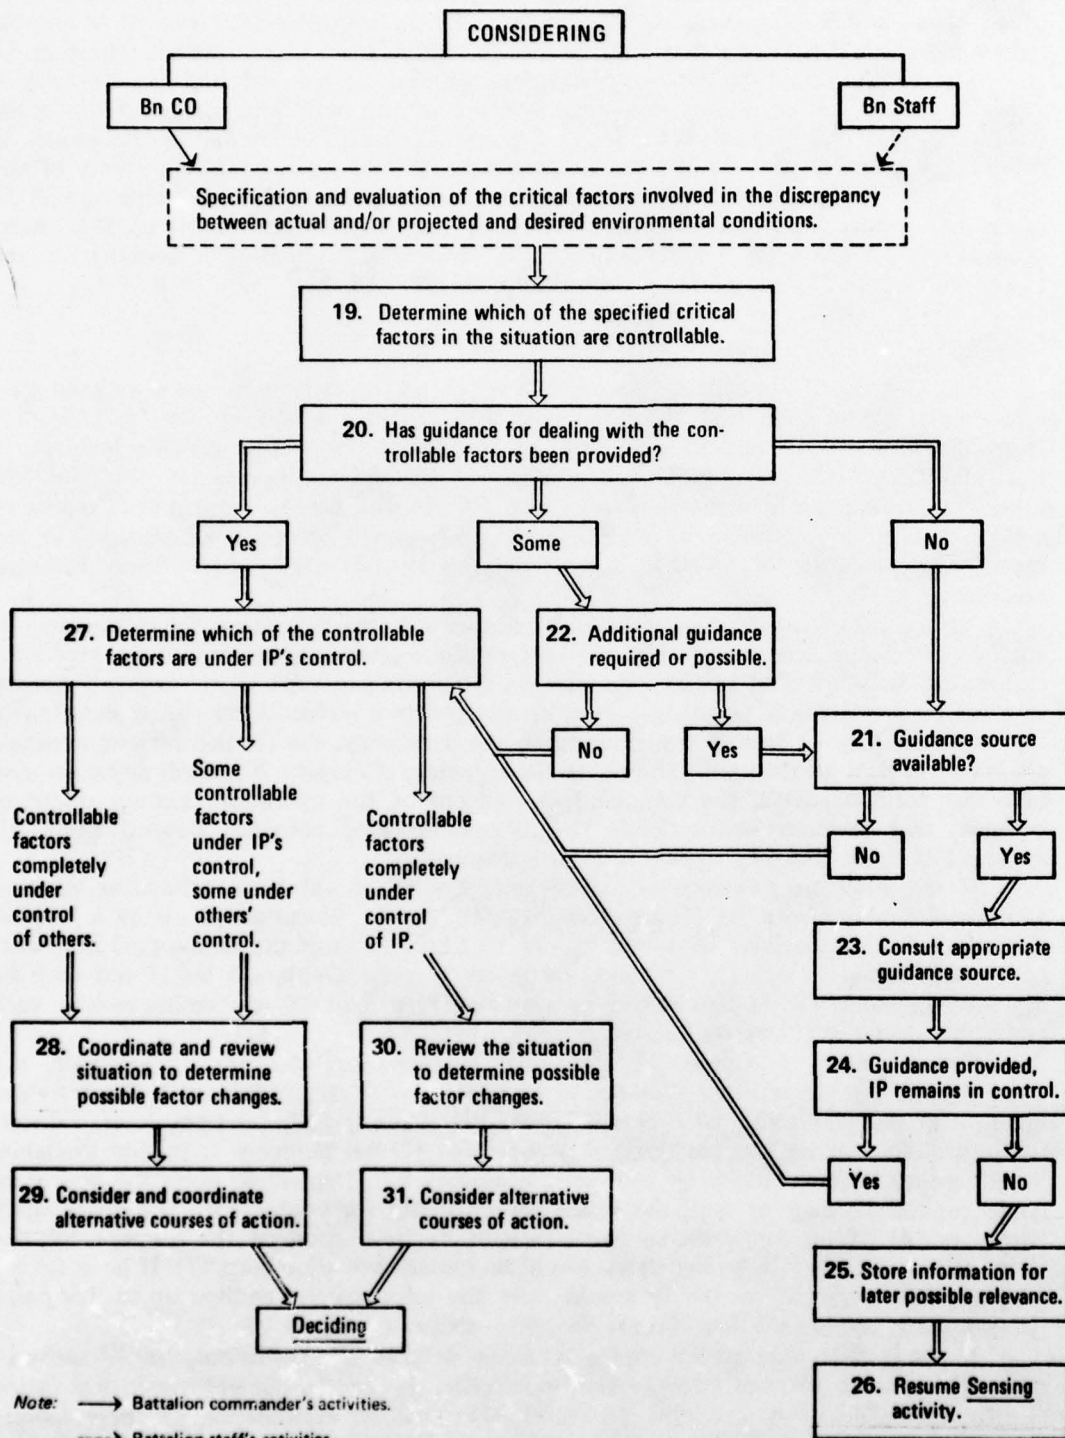 CONSIDERING
Bn CO
Bn Staff
Specification and evaluation of the critical factors involved in the discrepancy
between actual and/or projected and desired environmental conditions.
19. Determine which of the specified critical
factors in the situation are controllable.
20. Has guidance for dealing with the con-
trollable factors been provided?
Yes
Some
No
27. Determine which of the controllable
factors are under IP's control.
22. Additional guidance
required or possible.
No
Yes
21. Guidance source
available?
No
Yes
Controllable
factors
completely
under
control
of others.
Some
controllable
factors
under IP's
control,
some under
others'
control.
Controllable
factors
completely
under
control
of IP.
23. Consult appropriate
guidance source.
28. Coordinate and review
situation to determine
possible factor changes.
30. Review the situation
to determine possible
factor changes.
24. Guidance provided,
IP remains in control.
Yes
No
29. Consider and coordinate
alternative courses of action.
31. Consider alternative
courses of action.
25. Store information for
later possible relevance.
Deciding
26. Resume Sensing
activity.
Note: Battalion commander's activities.
Battalion staff's activities